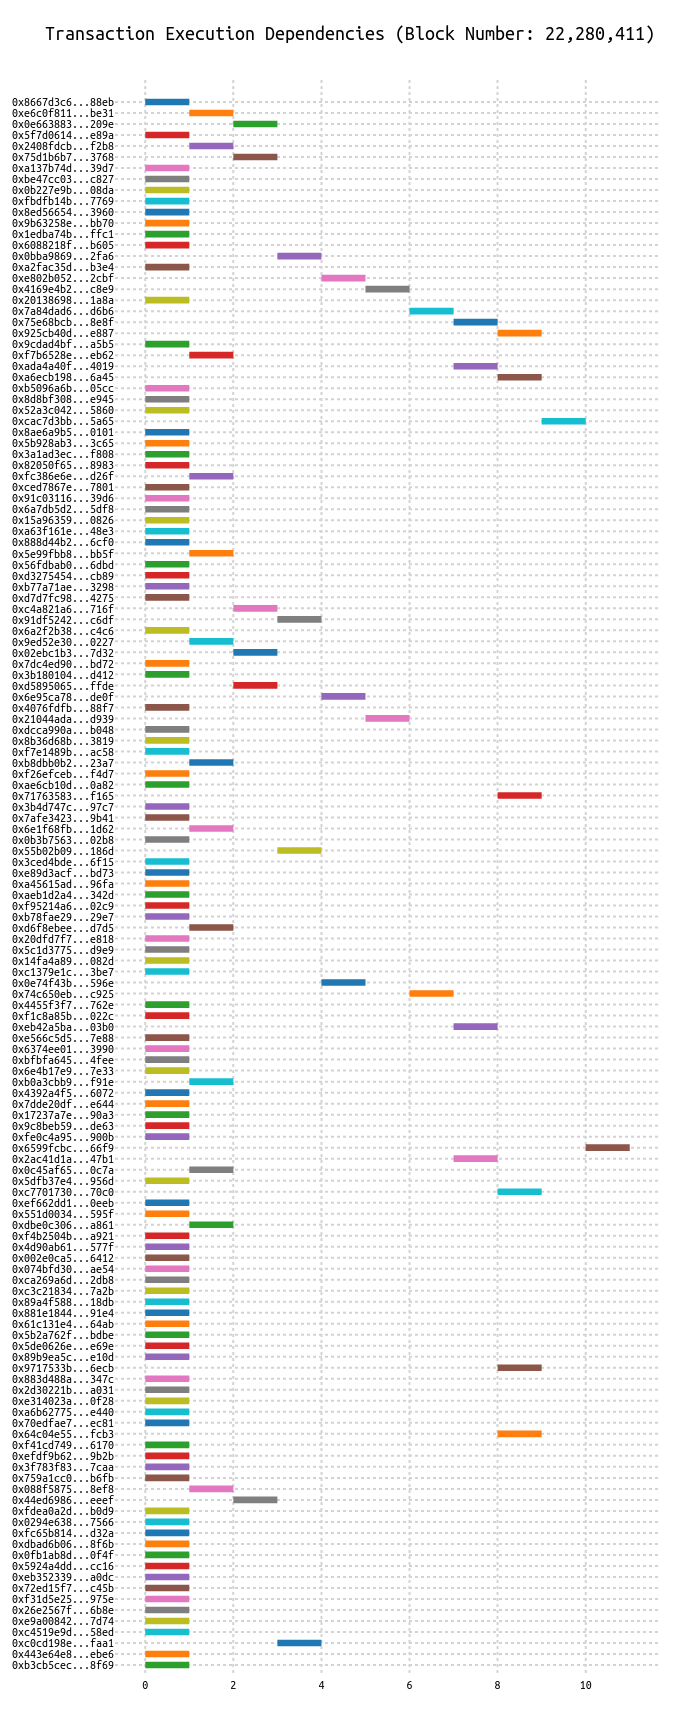 Transaction Execution Dependencies (Block Number: 22,280,411)
0x8667d3c6...88eb
0xe6c0f811...be31
0x0e663883...209e
0x5f7d0614...e89a
0x2408fdcb...f2b8
0x75d1b6b7...3768
0xa137b74d...39d7
0xbe47cc03...c827
0x0b227e9b...08da
0xfbdfb14b...7769
0x8ed56654...3960
0x9b63258e...bb70
0x1edba74b...ffc1
0x6088218f...b605
0x0bba9869...2fa6
0xa2fac35d...b3e4
0xe802b052...2cbf
0x4169e4b2...c8e9
0x20138698...1a8a
0x7a84dad6...d6b6
0x75e68bcb...8e8f
0x925cb40d...e887
0x9cdad4bf...a5b5
0xf7b6528e...eb62
0xada4a40f...4019
0xa6ecb198...6a45
0xb5096a6b...05cc
0x8d8bf308...e945
0x52a3c042...5860
0xcac7d3bb...5a65
0x8ae6a9b5...0101
0x5b928ab3...3c65
0x3a1ad3ec...f808
0x82050f65...8983
0xfc386e6e...d26f
0xced7867e...7801
0x91c03116...39d6
0x6a7db5d2...5df8
0x15a96359...0826
0xa63f161e...48e3
0x888d44b2...6cf0
0x5e99fbb8...bb5f
0x56fdbab0...6dbd
0xd3275454...cb89
0xb77a71ae...3298
0xd7d7fc98...4275
0xc4a821a6...716f
0x91df5242...c6df
0x6a2f2b38...c4c6
0x9ed52e30...0227
0x02ebc1b3...7d32
0x7dc4ed90...bd72
0x3b180104...d412
0xd5895065...ffde
0x6e95ca78...de0f
0x4076fdfb...88f7
0x21044ada...d939
0xdcca990a...b048
0x8b36d68b...3819
0xf7e1489b...ac58
0xb8dbb0b2...23a7
0xf26efceb...f4d7
0xae6cb10d...0a82
0x71763583...f165
0x3b4d747c...97c7
0x7afe3423...9b41
0x6e1f68fb...1d62
0x0b3b7563...02b8
0x55b02b09...186d
0x3ced4bde...6f15
0xe89d3acf...bd73
0xa45615ad...96fa
0xaeb1d2a4...342d
0xf95214a6...02c9
0xb78fae29...29e7
0xd6f8ebee...d7d5
0x20dfd7f7...e818
0x5c1d3775...d9e9
0x14fa4a89...082d
0xc1379e1c...3be7
0x0e74f43b...596e
0x74c650eb...c925
0x4455f3f7...762e
0xf1c8a85b...022c
0xeb42a5ba...03b0
0xe566c5d5...7e88
0x6374ee01...3990
0xbfbfa645...4fee
0x6e4b17e9...7e33
0xb0a3cbb9...f91e
0x4392a4f5...6072
0x7dde20df...e644
0x17237a7e...90a3
0x9c8beb59...de63
0xfe0c4a95...900b
0x6599fcbc...66f9
0x2ac41d1a...47b1
0x0c45af65...0c7a
0x5dfb37e4...956d
0xc7701730...70c0
0xef662dd1...0eeb
0x551d0034...595f
0xdbe0c306...a861
0xf4b2504b...a921
0x4d90ab61...577f
0x002e0ca5...6412
0x074bfd30...ae54
0xca269a6d...2db8
0xc3c21834...7a2b
0x89a4f588...18db
0x881e1844...91e4
0x61c131e4...64ab
0x5b2a762f...bdbe
0x5de0626e...e69e
0x89b9ea5c...e10d
0x9717533b...6ecb
0x883d488a...347c
0x2d30221b...a031
0xe314023a...0f28
0xa6b62775...e440
0x70edfae7...ec81
0x64c04e55...fcb3
0xf41cd749...6170
0xefdf9b62...9b2b
0x3f783f83...7caa
0x759a1cc0...b6fb
0x088f5875...8ef8
0x44ed6986...eeef
0xfdea0a2d...b0d9
0x0294e638...7566
0xfc65b814...d32a
0xdbad6b06...8f6b
0x0fb1ab8d...0f4f
0x5924a4dd...cc16
0xeb352339...a0dc
0x72ed15f7...c45b
0xf31d5e25...975e
0x26e2567f...6b8e
0xe9a00842...7d74
0xc4519e9d...58ed
0xc0cd198e...faa1
0x443e64e8...ebe6
0xb3cb5cec...8f69
0 2 4 6 8 10